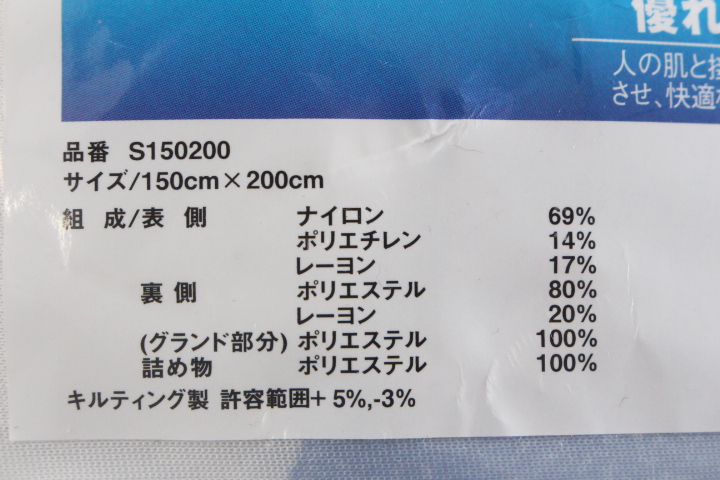 優れ
人の肌と接
させ、快適な
品番 S150200
サイズ/150cm×200cm
組成/表側 ナイロン 69%
ポリエチレン 14%
レーヨン 17%
裏側 ポリエステル 80%
レーヨン 20%
(グランド部分) ポリエステル 100%
詰め物 ポリエステル 100%
キルティング製 許容範囲+5%,-3%